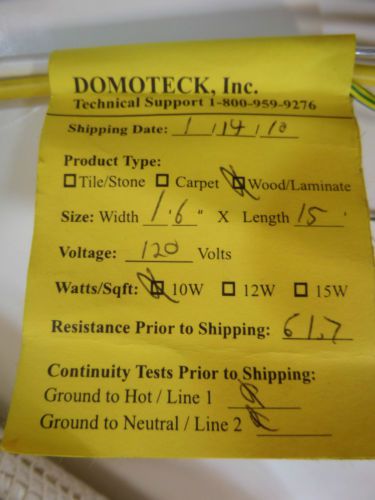 DOMOTECK, Inc.
Technical Support 1-800-959-9276
Shipping Date: 1/14/10
Product Type:
Tile/Stone Carpet Wood/Laminate
Size: Width 1.6" X Length 15'
Voltage: 120 Volts
Watts/Sqft: 10W 12W 15W
Resistance Prior to Shipping: 61.7
Continuity Tests Prior to Shipping:
Ground to Hot / Line 1
Ground to Neutral / Line 2